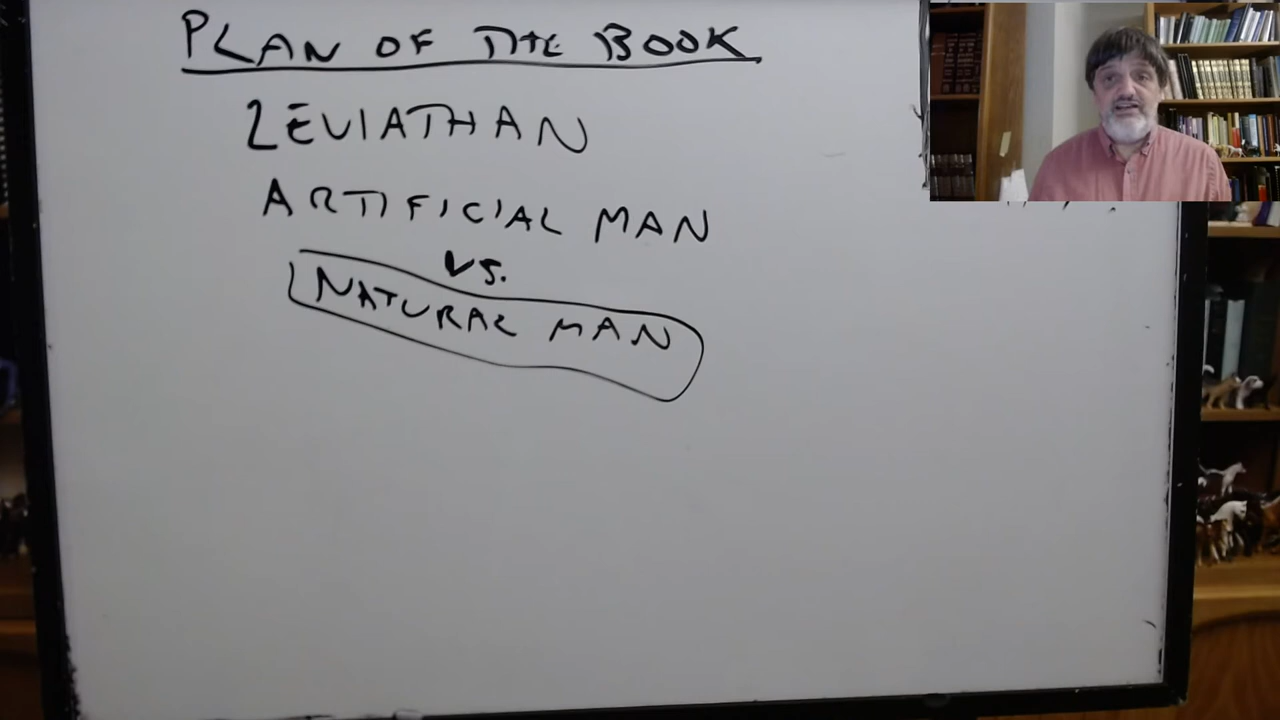 PLAN OF THE BOOK
LEVIATHAN
ARTIFICIAL MAN
VS.
NATURAL MAN